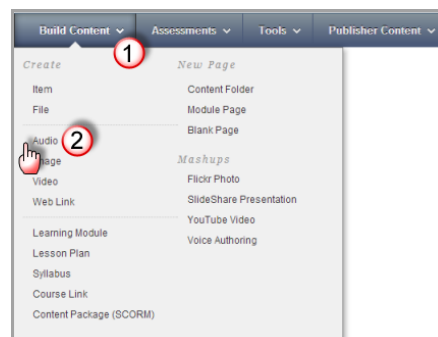 Build Content Assessments Tools Publisher Content
1
Create
Item
File
Audio 2
Image
Video
Web Link
Learning Module
Lesson Plan
Syllabus
Course Link
Content Package (SCORM)
New Page
Content Folder
Module Page
Blank Page
Mashups
Flickr Photo
SlideShare Presentation
YouTube Video
Voice Authoring